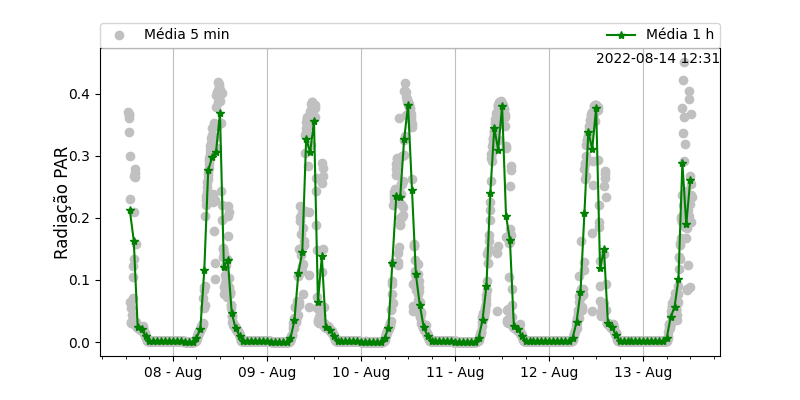 Média 5 min
Média 1 h
2022-08-14 12:31
Radiação PAR
0.4
0.3
0.2
0.1
0.0
08 - Aug
09 - Aug
10 - Aug
11 - Aug
12 - Aug
13 - Aug